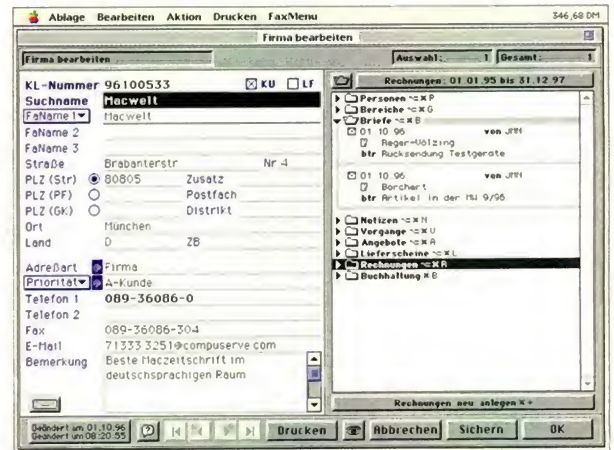 Ablage Bearbeiten Aktion Drucken FaxMenu 346,68 DM
Firma bearbeiten
Firma bearbeiten Auswahl: 1 Gesamt: 1
KL-Nummer 96100533 KU LF
Suchname Macwelt
FaName 1 Macwelt
FaName 2
FaName 3
Straße Brabanterstr Nr 4
PLZ (Str) 80805 Zusatz
PLZ (PF) Postfach
PLZ (GK) Distrikt
Ort München
Land D ZB
Adreßart Firma
Priorität A-Kunde
Telefon 1 089-36086-0
Telefon 2
Fax 089-36086-304
E-Mail 71333.3251@compuserve.com
Bemerkung Beste Maczeitschrift im
deutschsprachigen Raum
Geändert am 01.10.96
Geändert um 08:20:55
Rechnungen: 01.01.95 bis 31.12.97
Personen ⌥⌘P
Bereiche ⌥⌘G
Briefe ⌥⌘B
01.10.96 von JMN
Reger-Völzing
btr Rücksendung Testgeräte
01.10.96 von JMN
Borchert
btr Artikel in der MW 9/96
Notizen ⌥⌘N
Vorgänge ⌥⌘U
Angebote ⌥⌘A
Lieferscheine ⌥⌘L
Rechnungen ⌥⌘R
Buchhaltung ⌘B
Rechnungen neu anlegen ⌘+
Drucken Abbrechen Sichern OK